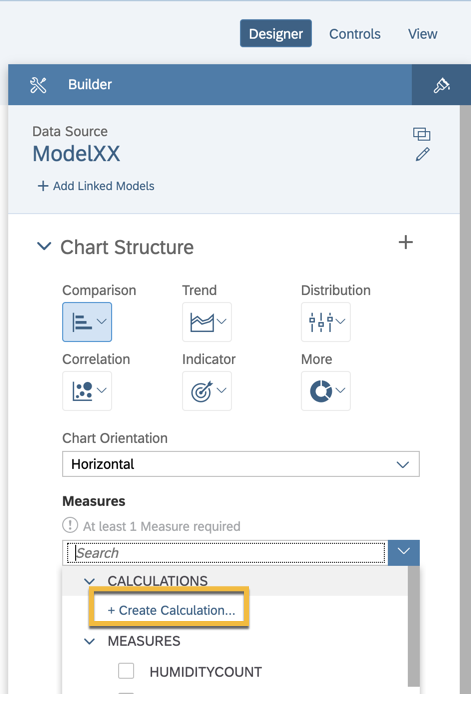 Designer Controls View
Builder
Data Source
ModelXX
+ Add Linked Models
Chart Structure
Comparison Trend Distribution
Correlation Indicator More
Chart Orientation
Horizontal
Measures
At least 1 Measure required
Search
CALCULATIONS
+ Create Calculation...
MEASURES
HUMIDITYCOUNT